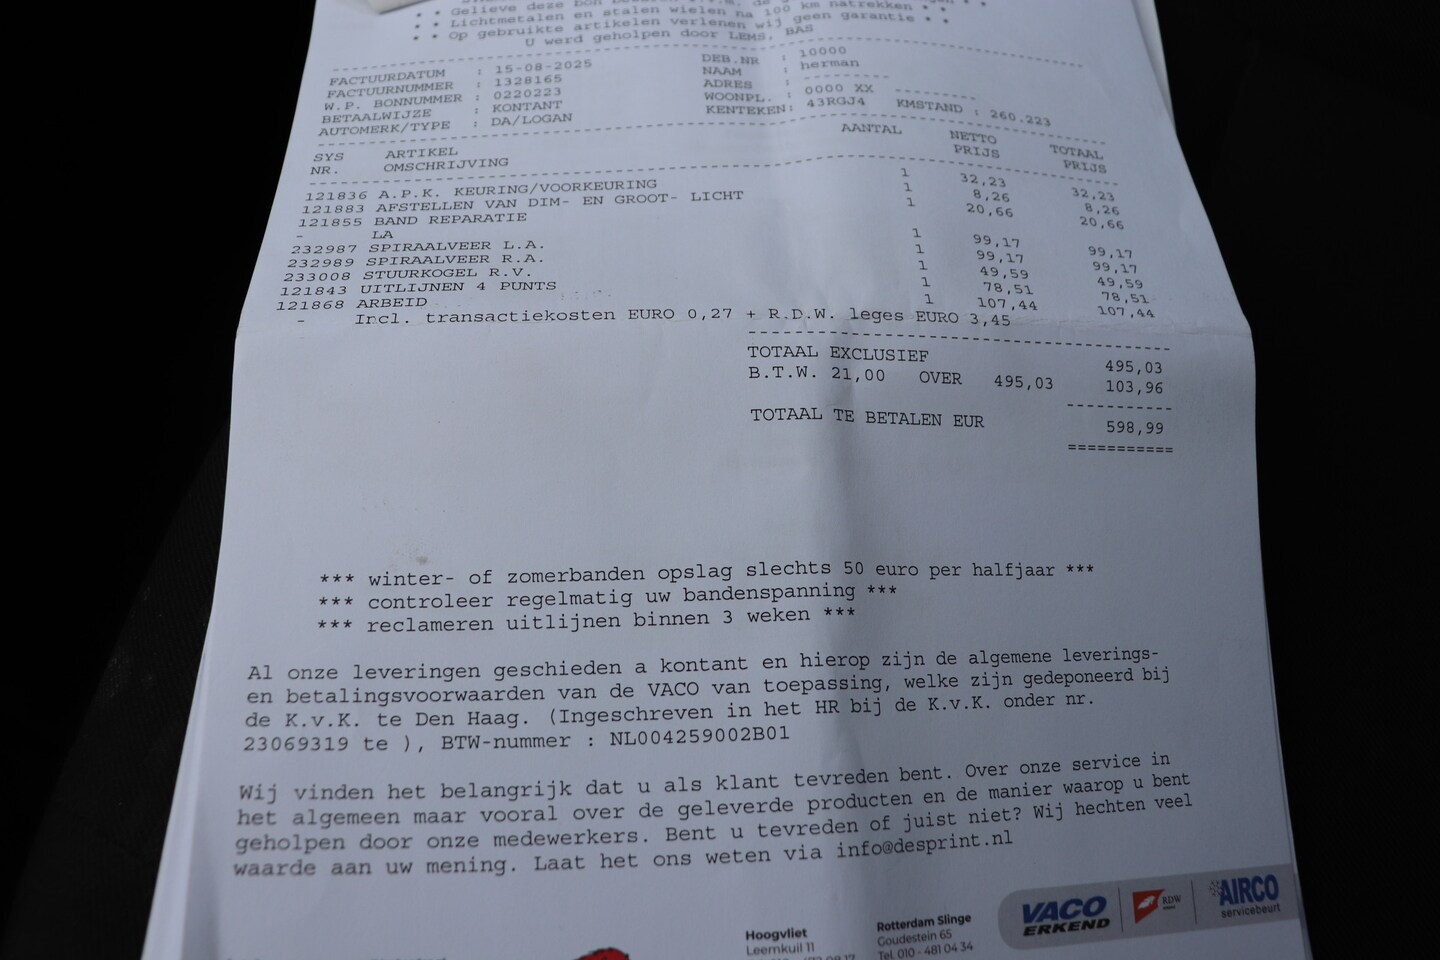 * * Gelieve deze bon
* * Lichtmetalen en stalen wielen na 100 km natrekken * *
* * Op gebruikte artikelen verlenen wij geen garantie * *
U werd geholpen door LEMS, BAS
FACTUURDATUM : 15-08-2025 DEB.NR : 10000
FACTUURNUMMER : 1328165 NAAM : herman
W.P. BONNUMMER : 0220223 ADRES : ----------
BETAALWIJZE : KONTANT WOONPL. : 0000 XX ----------
AUTOMERK/TYPE : DA/LOGAN KENTEKEN: 43RGJ4 KMSTAND : 260.223
SYS ARTIKEL AANTAL NETTO TOTAAL
NR. OMSCHRIJVING PRIJS PRIJS
121836 A.P.K. KEURING/VOORKEURING 1 32,23 32,23
121883 AFSTELLEN VAN DIM- EN GROOT- LICHT 1 8,26 8,26
121855 BAND REPARATIE 1 20,66 20,66
- LA
232987 SPIRAALVEER L.A. 1 99,17 99,17
232989 SPIRAALVEER R.A. 1 99,17 99,17
233008 STUURKOGEL R.V. 1 49,59 49,59
121843 UITLIJNEN 4 PUNTS 1 78,51 78,51
121868 ARBEID 1 107,44 107,44
- Incl. transactiekosten EURO 0,27 + R.D.W. leges EURO 3,45
TOTAAL EXCLUSIEF 495,03
B.T.W. 21,00 OVER 495,03 103,96
TOTAAL TE BETALEN EUR 598,99
===========
*** winter- of zomerbanden opslag slechts 50 euro per halfjaar ***
*** controleer regelmatig uw bandenspanning ***
*** reclameren uitlijnen binnen 3 weken ***
Al onze leveringen geschieden a kontant en hierop zijn de algemene leverings-
en betalingsvoorwaarden van de VACO van toepassing, welke zijn gedeponeerd bij
de K.v.K. te Den Haag. (Ingeschreven in het HR bij de K.v.K. onder nr.
23069319 te ), BTW-nummer : NL004259002B01
Wij vinden het belangrijk dat u als klant tevreden bent. Over onze service in
het algemeen maar vooral over de geleverde producten en de manier waarop u bent
geholpen door onze medewerkers. Bent u tevreden of juist niet? Wij hechten veel
waarde aan uw mening. Laat het ons weten via info@desprint.nl
VACO ERKEND RDW AIRCO servicebeurt
Hoogvliet Rotterdam Slinge
Leemkuil 11 Goudestein 65
Tel. 010 - 481 04 34